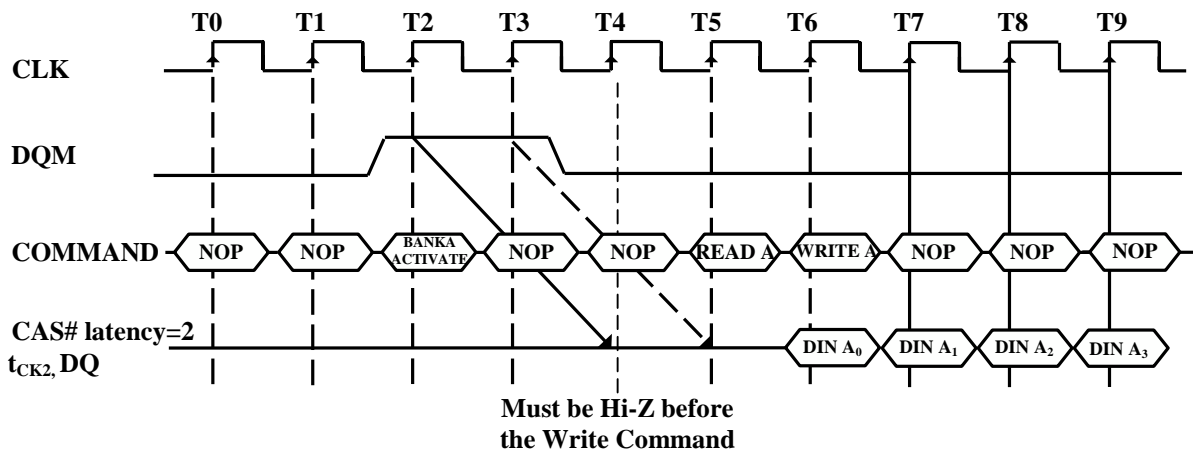 T0 T1 T2 T3 T4 T5 T6 T7 T8 T9
CLK
DQM
COMMAND NOP NOP BANKA ACTIVATE NOP NOP READ A WRITE A NOP NOP NOP
CAS# latency=2
tCK2, DQ DIN A0 DIN A1 DIN A2 DIN A3
Must be Hi-Z before
the Write Command